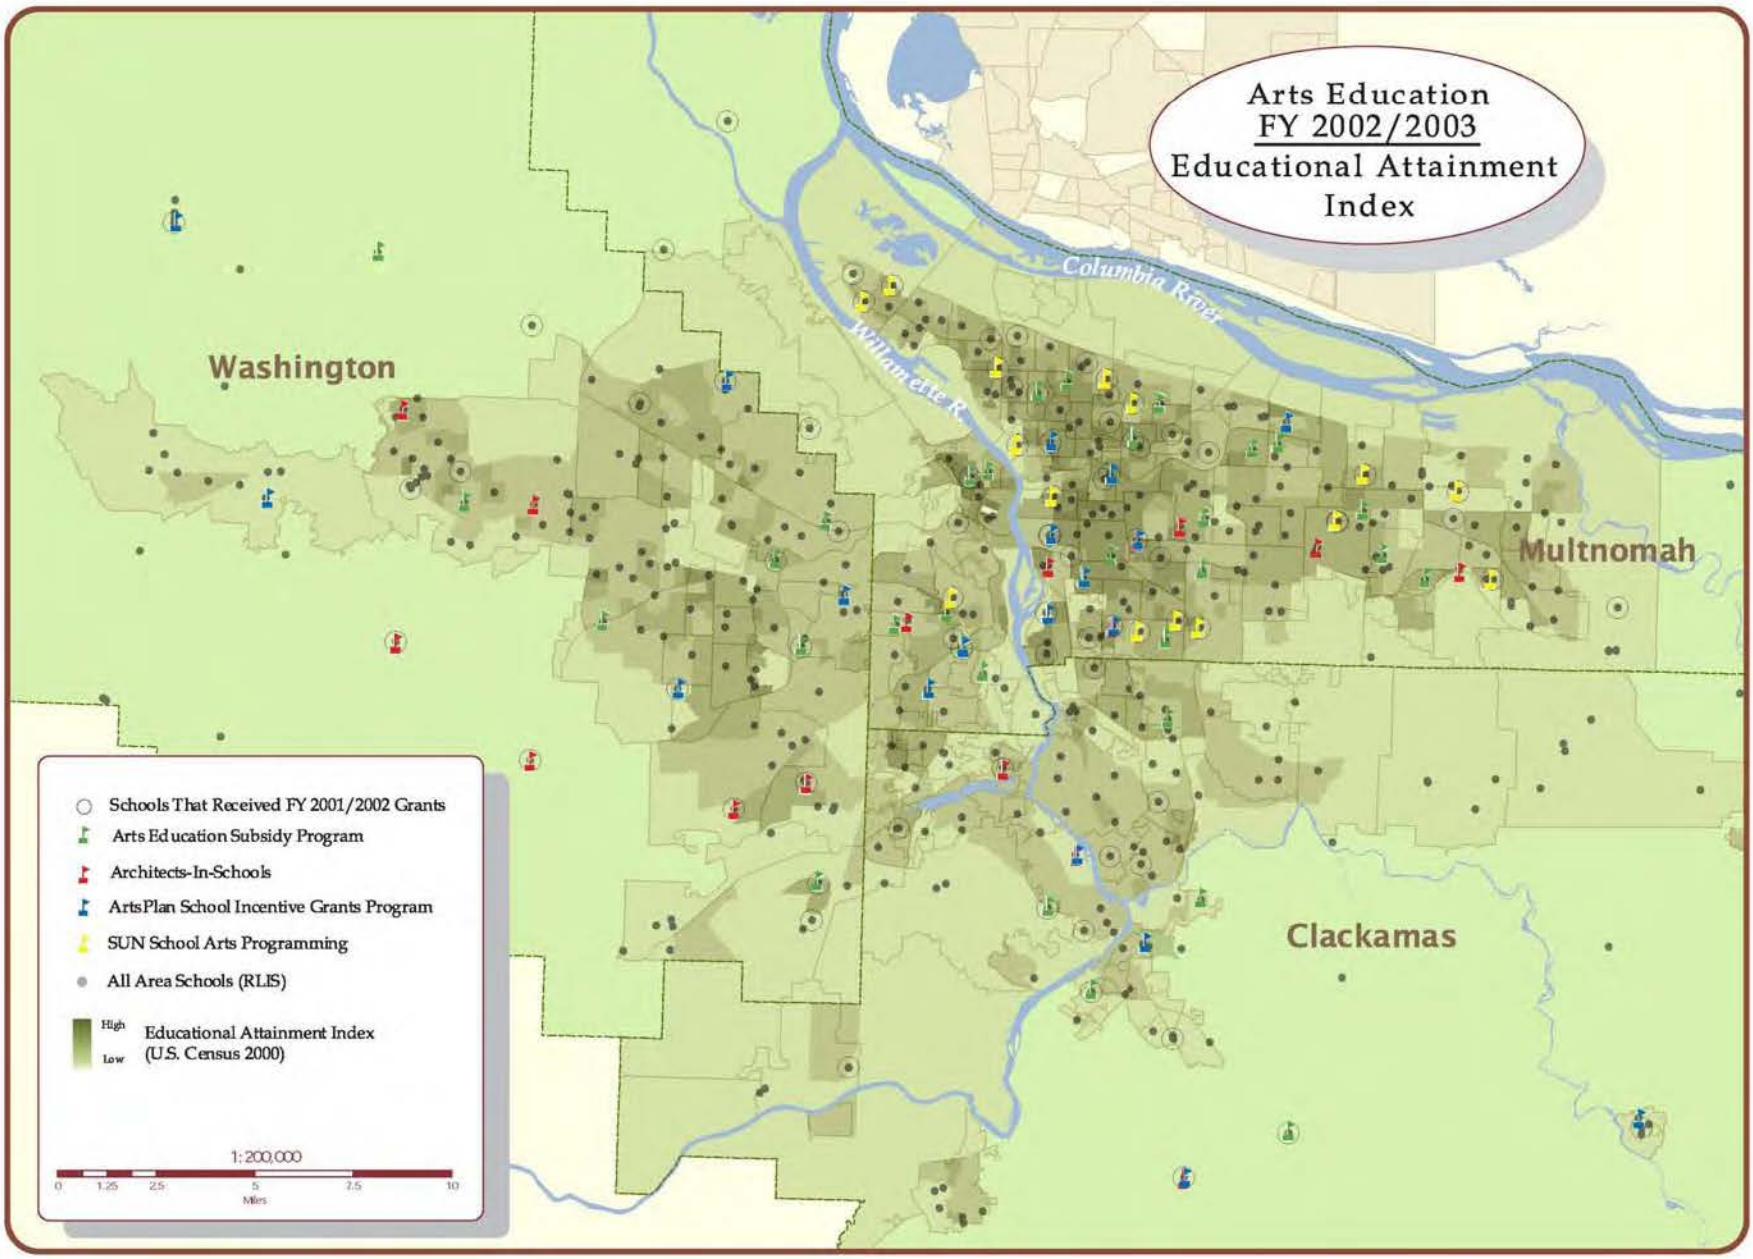 Arts Education
FY 2002/2003
Educational Attainment
Index
Columbia River
Willamette R.
Washington
Multnomah
Clackamas
Schools That Received FY 2001/2002 Grants
Arts Education Subsidy Program
Architects-In-Schools
ArtsPlan School Incentive Grants Program
SUN School Arts Programming
All Area Schools (RLIS)
High
Low
Educational Attainment Index
(U.S. Census 2000)
1:200,000
0 1.25 2.5 5 7.5 10
Miles